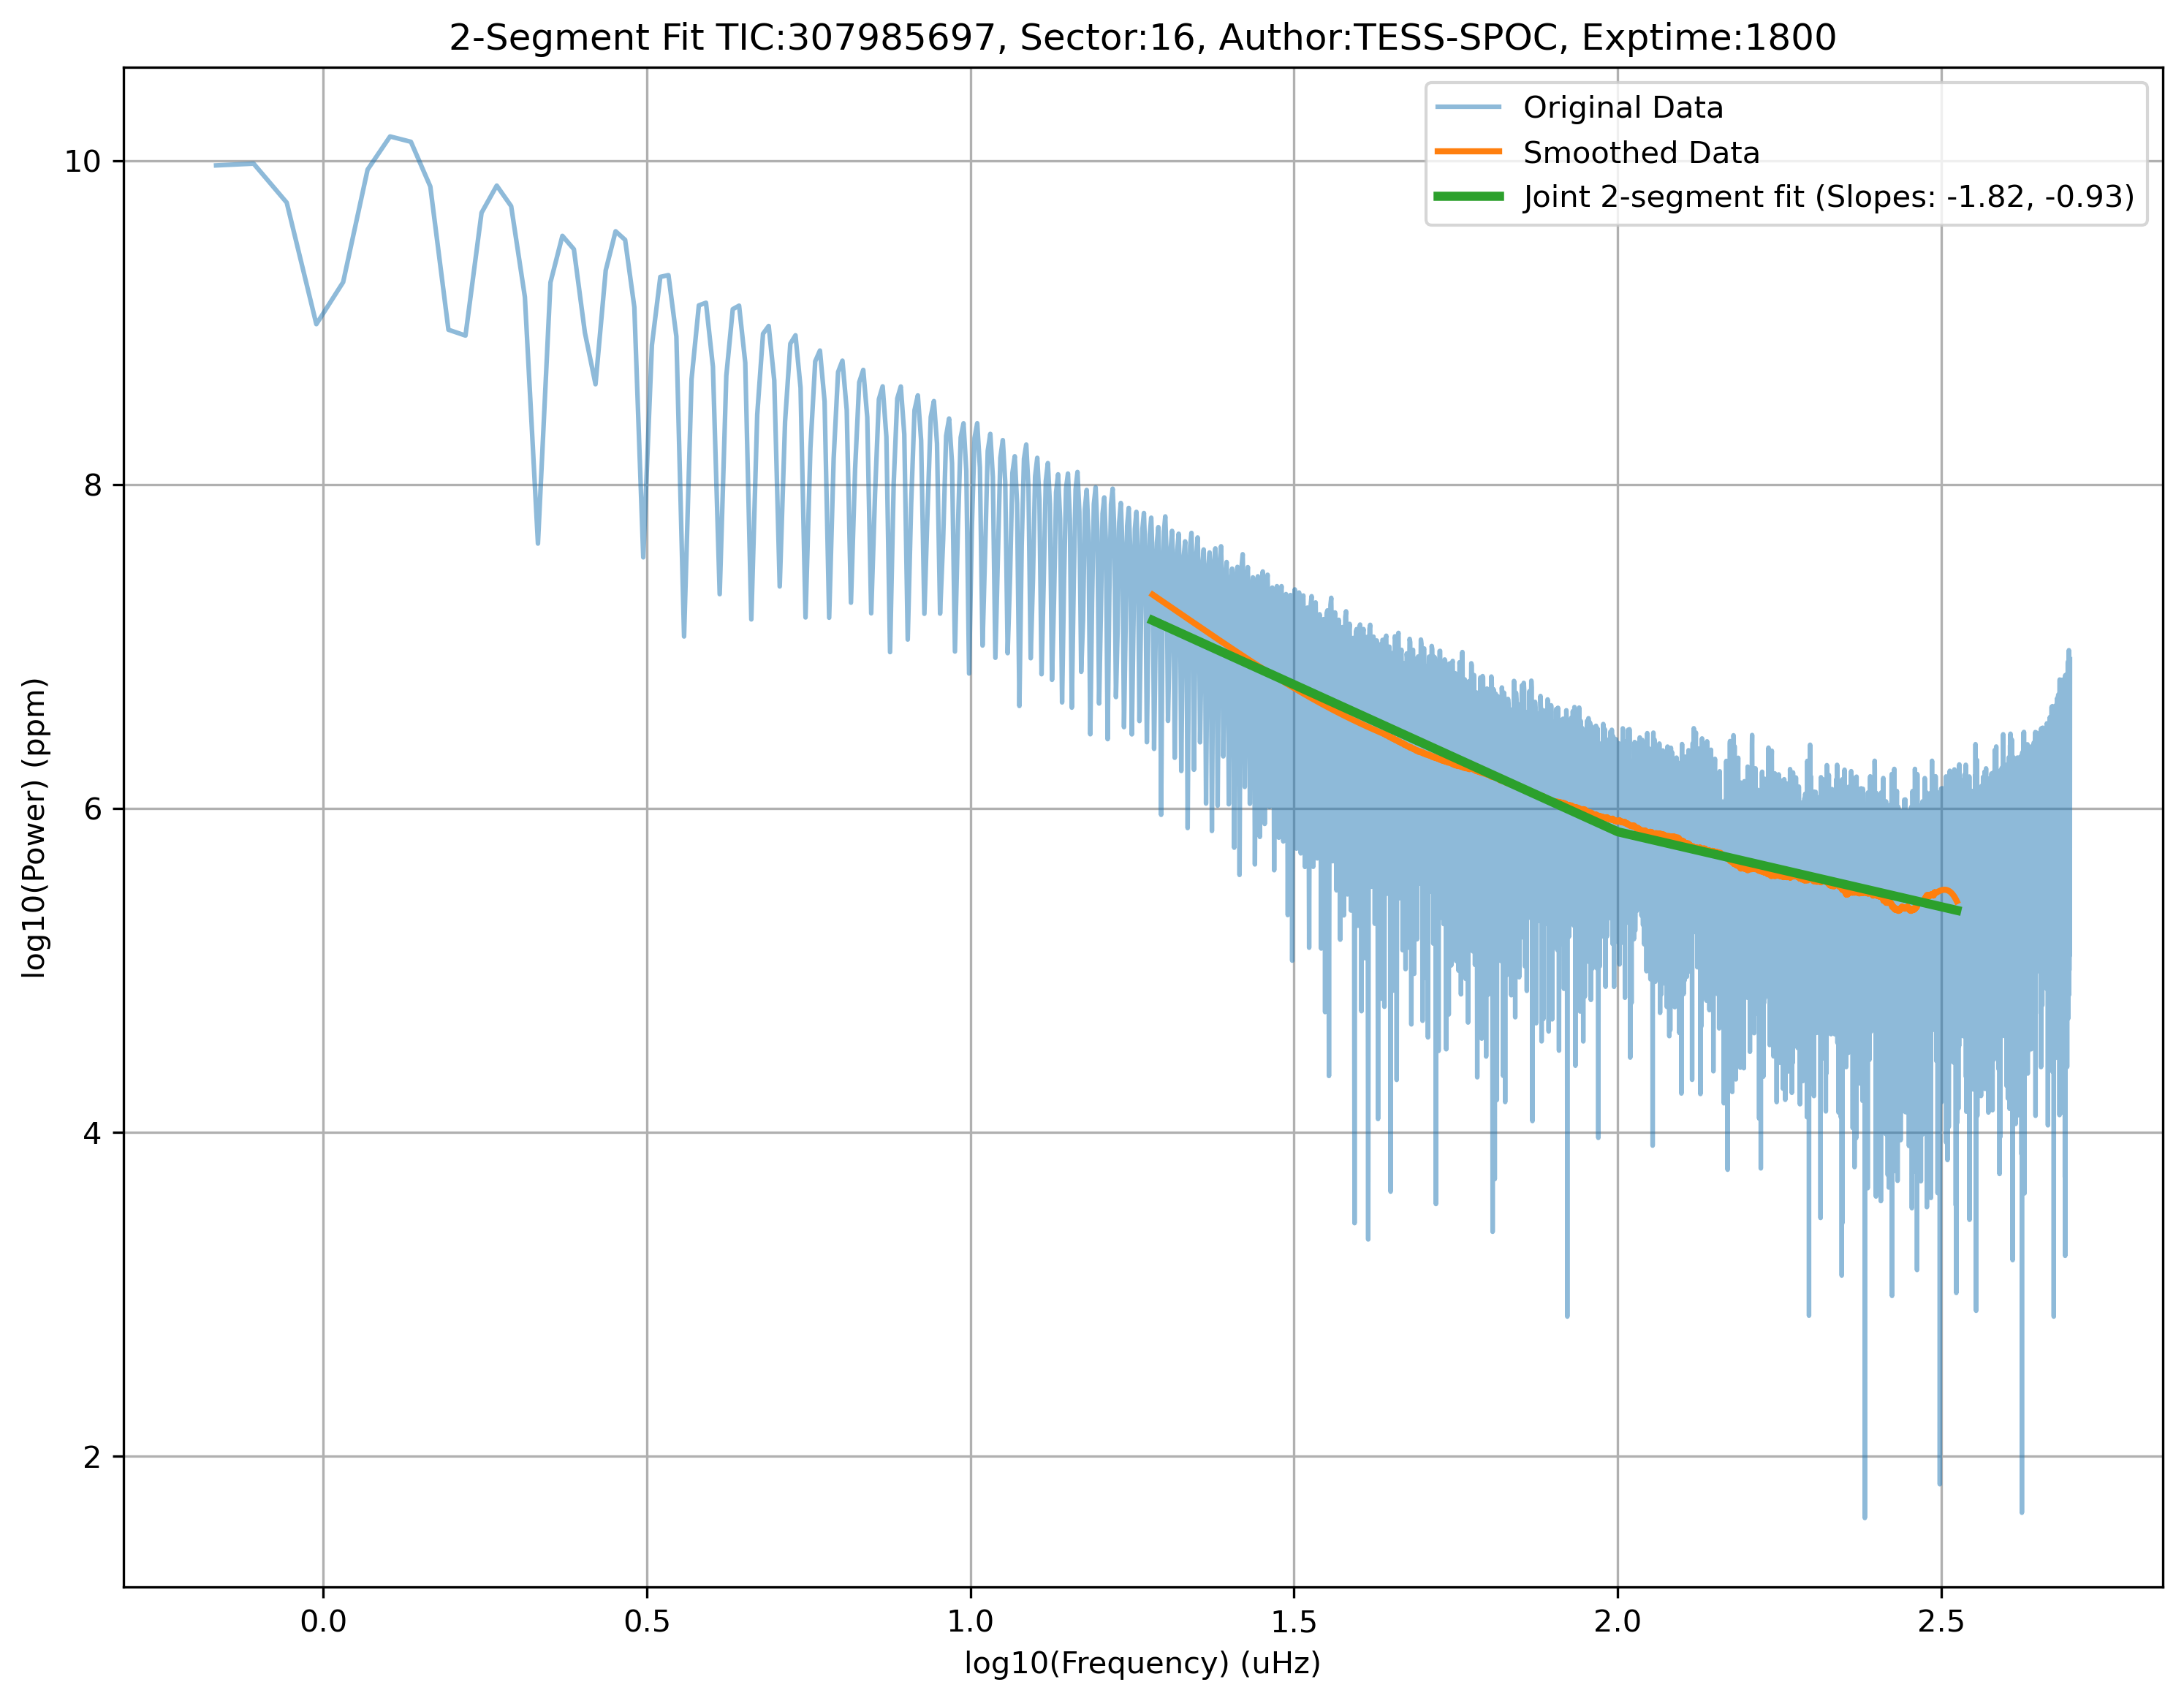 2-Segment Fit TIC:307985697, Sector:16, Author:TESS-SPOC, Exptime:1800
Original Data
Smoothed Data
Joint 2-segment fit (Slopes: -1.82, -0.93)
log10(Power) (ppm)
10
8
6
4
2
0.0 0.5 1.0 1.5 2.0 2.5
log10(Frequency) (uHz)